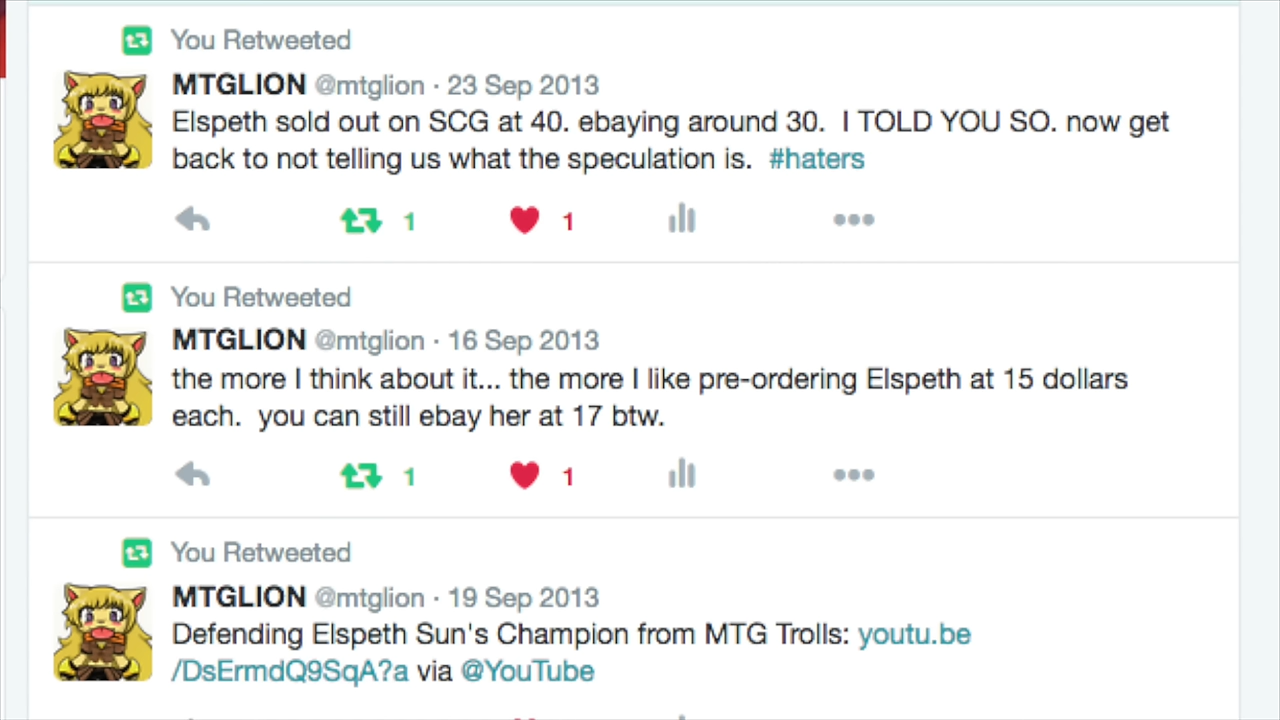 You Retweeted
MTGLION @mtglion · 23 Sep 2013
Elspeth sold out on SCG at 40. ebaying around 30.  I TOLD YOU SO. now get
back to not telling us what the speculation is.  #haters
1 1
You Retweeted
MTGLION @mtglion · 16 Sep 2013
the more I think about it... the more I like pre-ordering Elspeth at 15 dollars
each.  you can still ebay her at 17 btw.
1 1
You Retweeted
MTGLION @mtglion · 19 Sep 2013
Defending Elspeth Sun's Champion from MTG Trolls: youtu.be
/DsErmdQ9SqA?a via @YouTube